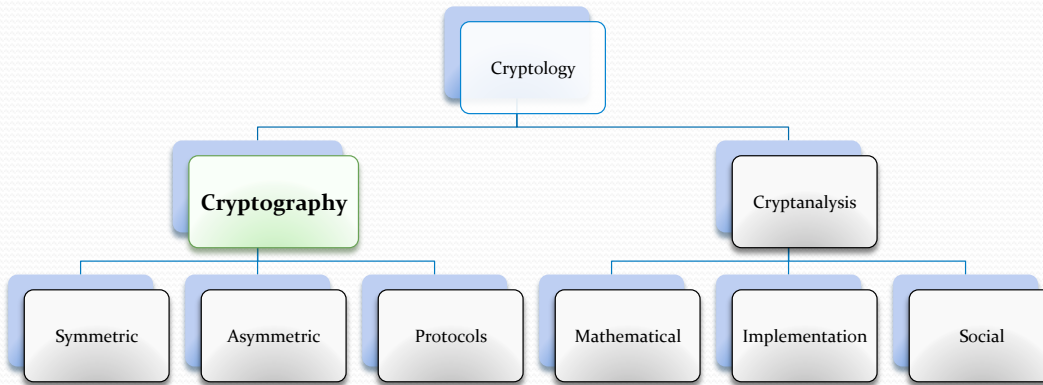 Cryptology
Cryptography
Cryptanalysis
Symmetric
Asymmetric
Protocols
Mathematical
Implementation
Social